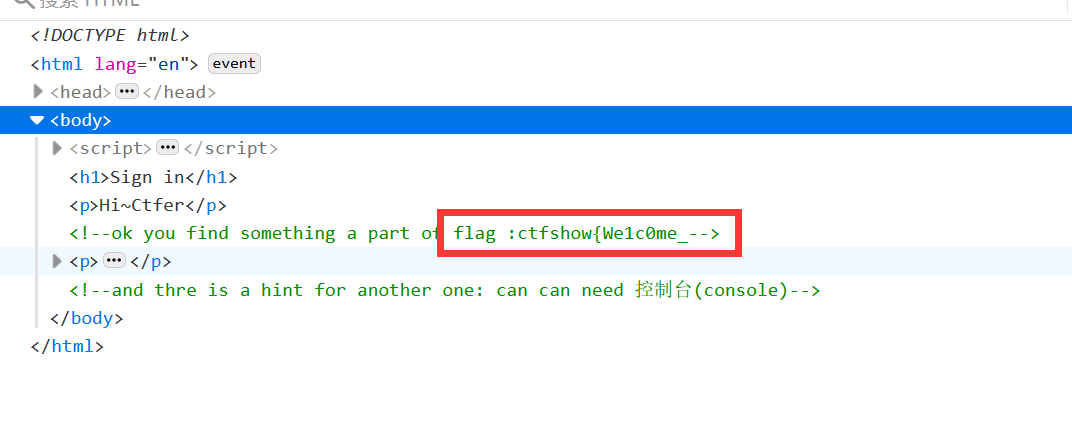 搜索 HTML
<!DOCTYPE html>
<html lang="en"> event
<head> ••• </head>
<body>
<script> ••• </script>
<h1>Sign in</h1>
<p>Hi~Ctfer</p>
<!--ok you find something a part of flag :ctfshow{We1c0me_-->
<p> ••• </p>
<!--and thre is a hint for another one: can can need 控制台(console)-->
</body>
</html>